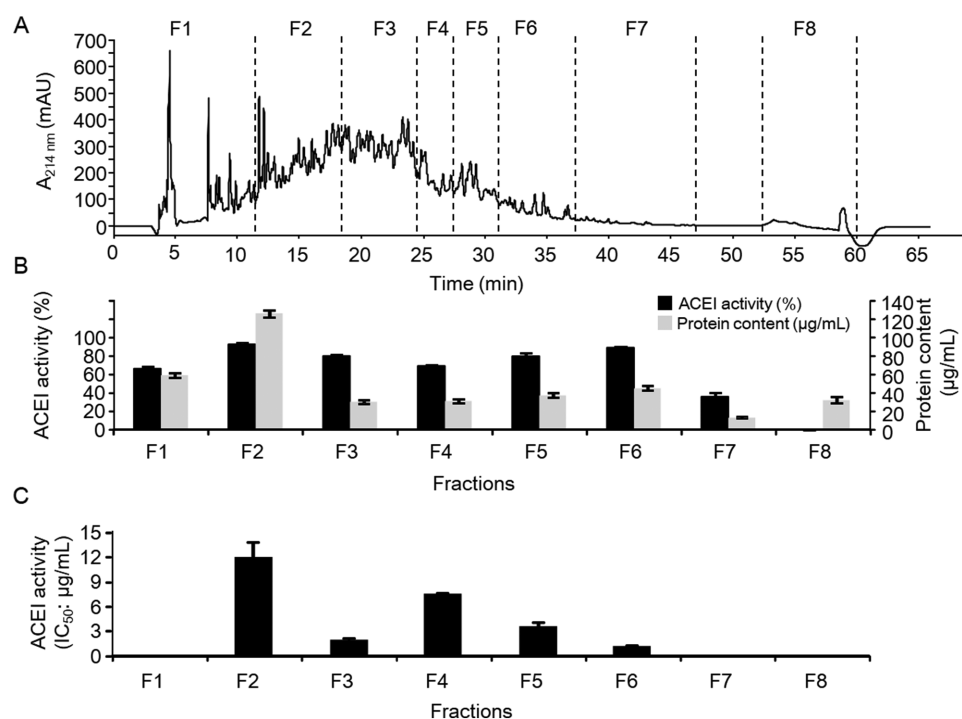 A
F1 F2 F3 F4 F5 F6 F7 F8
A214 nm (mAU)
700
600
500
400
300
200
100
0
0 5 10 15 20 25 30 35 40 45 50 55 60 65
Time (min)
B
ACEI activity (%)
100
80
60
40
20
0
ACEI activity (%)
Protein content (µg/mL)
140
120
100
80
60
40
20
0
Protein content
(µg/mL)
F1 F2 F3 F4 F5 F6 F7 F8
Fractions
C
ACEI activity
(IC50: µg/mL)
15
12
9
6
3
0
F1 F2 F3 F4 F5 F6 F7 F8
Fractions